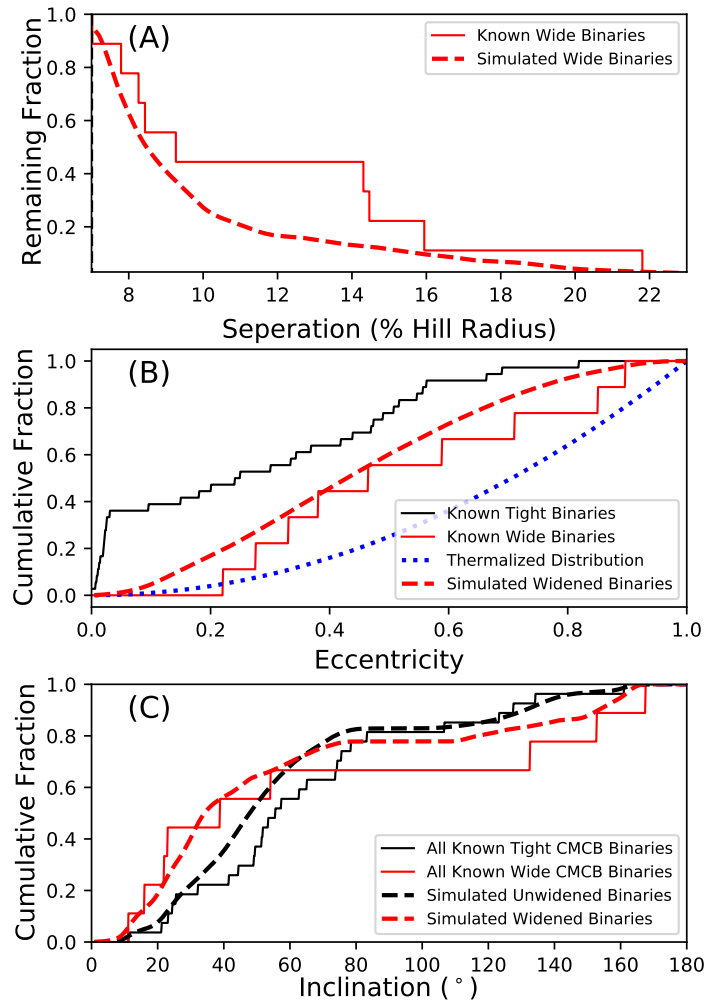 (A)
Known Wide Binaries
Simulated Wide Binaries
Remaining Fraction
1.0
0.8
0.6
0.4
0.2
8 10 12 14 16 18 20 22
Seperation (% Hill Radius)
(B)
Cumulative Fraction
1.0
0.8
0.6
0.4
0.2
0.0
Known Tight Binaries
Known Wide Binaries
Thermalized Distribution
Simulated Widened Binaries
0.0 0.2 0.4 0.6 0.8 1.0
Eccentricity
(C)
Cumulative Fraction
1.0
0.8
0.6
0.4
0.2
0.0
All Known Tight CMCB Binaries
All Known Wide CMCB Binaries
Simulated Unwidened Binaries
Simulated Widened Binaries
0 20 40 60 80 100 120 140 160 180
Inclination (°)